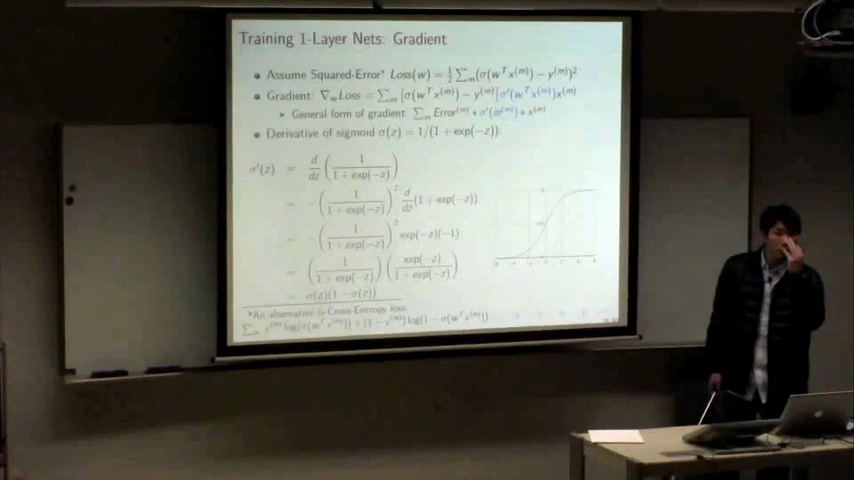 Training 1-Layer Nets: Gradient
• Assume Squared-Error* Loss(w) = ½ ∑ₘ(σ(wᵀx⁽ᵐ⁾) − y⁽ᵐ⁾)²
• Gradient: ∇_w Loss = ∑ₘ[σ(wᵀx⁽ᵐ⁾) − y⁽ᵐ⁾]σ′(wᵀx⁽ᵐ⁾)x⁽ᵐ⁾
▸ General form of gradient: ∑ₘ Error⁽ᵐ⁾ * σ′(in⁽ᵐ⁾) * x⁽ᵐ⁾
• Derivative of sigmoid σ(z) = 1/(1 + exp(−z)):
σ′(z) = d/dz (1/(1 + exp(−z)))
= −(1/(1 + exp(−z)))² d/dz(1 + exp(−z))
= −(1/(1 + exp(−z)))² exp(−z)(−1)
= (1/(1 + exp(−z))) (exp(−z)/(1 + exp(−z)))
= σ(z)(1 − σ(z))
*An alternative is Cross-Entropy loss:
∑ₘ y⁽ᵐ⁾ log(σ(wᵀx⁽ᵐ⁾)) + (1 − y⁽ᵐ⁾) log(1 − σ(wᵀx⁽ᵐ⁾))